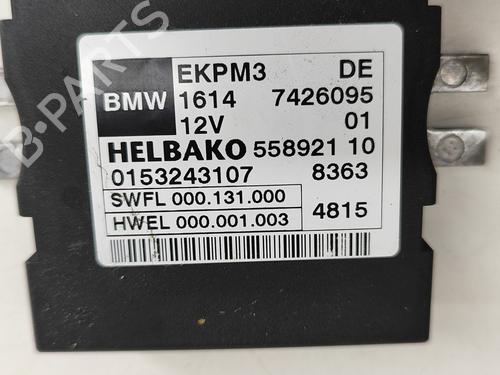 B-PARTS
EKPM3 DE
BMW 1614 7426095
12V 01
HELBAKO 558921 10
0153243107 8363
SWFL 000.131.000
HWEL 000.001.003 4815